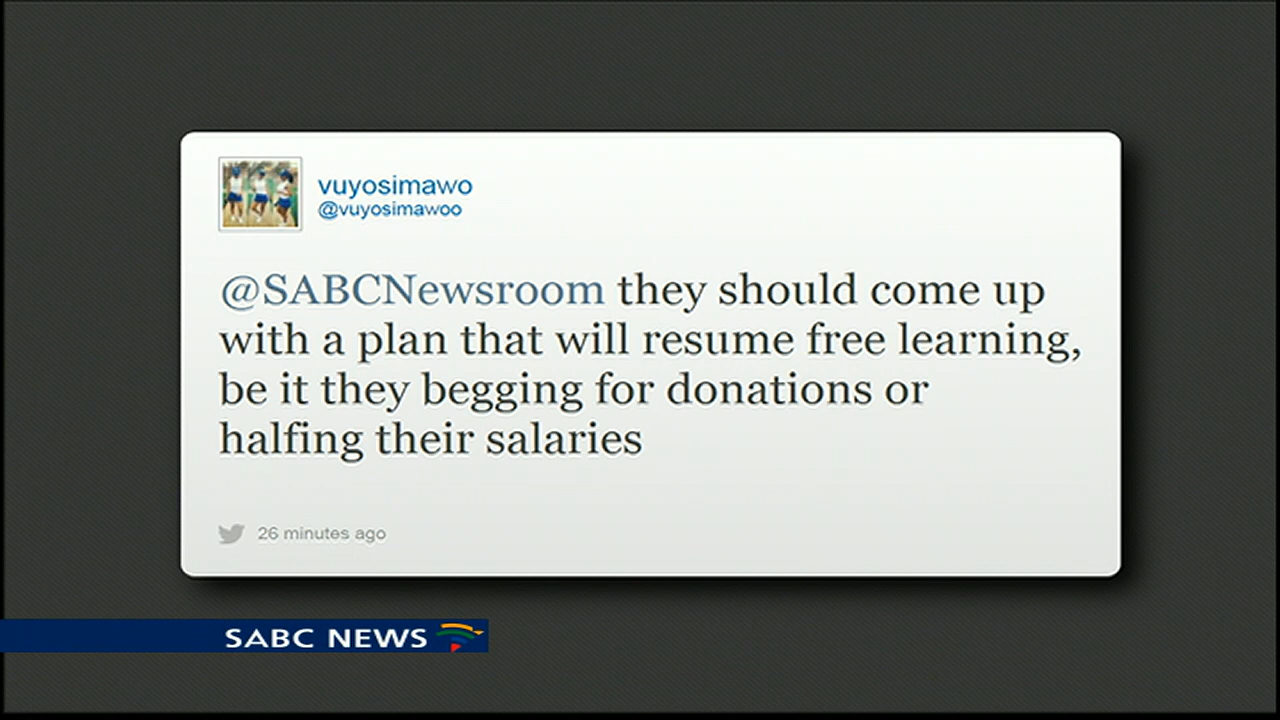 vuyosimawo
@vuyosimawoo
@SABCNewsroom they should come up
with a plan that will resume free learning,
be it they begging for donations or
halfing their salaries
26 minutes ago
SABC NEWS